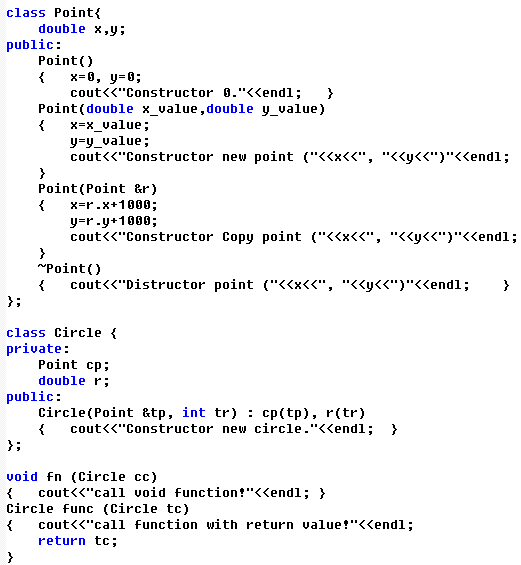 class Point{
    double x,y;
public:
    Point()
    {   x=0, y=0;
        cout<<"Constructor 0."<<endl;   }
    Point(double x_value,double y_value)
    {   x=x_value;
        y=y_value;
        cout<<"Constructor new point ("<<x<<", "<<y<<")"<<endl;
    }
    Point(Point &r)
    {   x=r.x+1000;
        y=r.y+1000;
        cout<<"Constructor Copy point ("<<x<<", "<<y<<")"<<endl;
    }
    ~Point()
    {   cout<<"Distructor point ("<<x<<", "<<y<<")"<<endl;    }
};

class Circle {
private:
    Point cp;
    double r;
public:
    Circle(Point &tp, int tr) : cp(tp), r(tr)
    {   cout<<"Constructor new circle."<<endl;  }
};

void fn (Circle cc)
{   cout<<"call void function!"<<endl; }
Circle func (Circle tc)
{   cout<<"call function with return value!"<<endl;
    return tc;
}